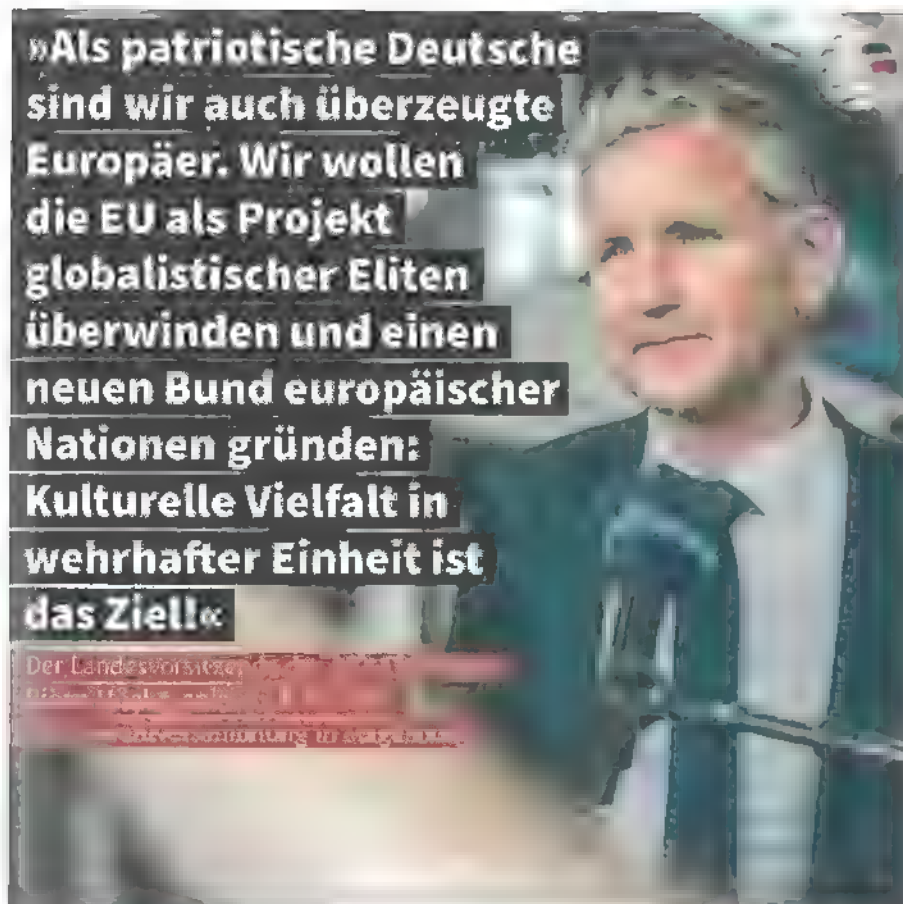 »Als patriotische Deutsche
sind wir auch überzeugte
Europäer. Wir wollen
die EU als Projekt
globalistischer Eliten
überwinden und einen
neuen Bund europäischer
Nationen gründen:
Kulturelle Vielfalt in
wehrhafter Einheit ist
das Ziel!«
Der